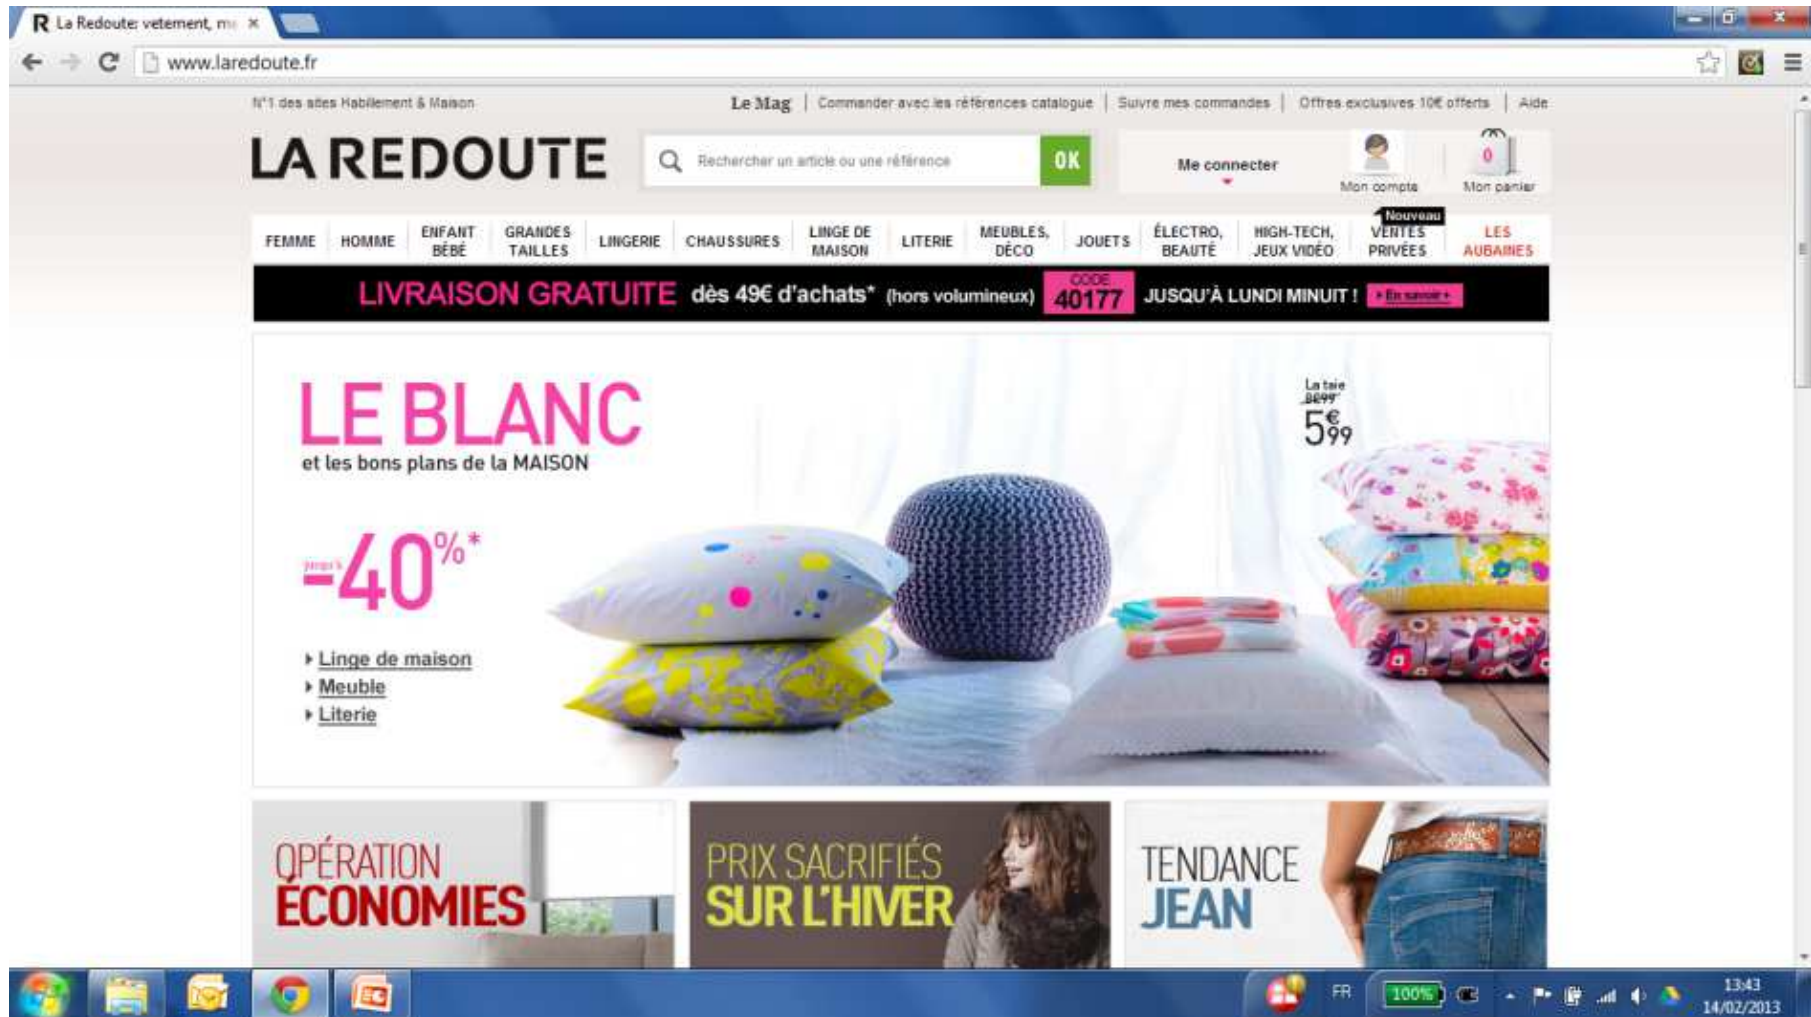 La Redoute: vetement, m
www.laredoute.fr
N°1 des sites Habillement & Maison
Le Mag | Commander avec les références catalogue | Suivre mes commandes | Offres exclusives 10€ offerts | Aide
LA REDOUTE
Rechercher un article ou une référence
OK
Me connecter
Mon compte
0
Mon panier
Nouveau
FEMME
HOMME
ENFANT
BÉBÉ
GRANDES
TAILLES
LINGERIE
CHAUSSURES
LINGE DE
MAISON
LITERIE
MEUBLES,
DÉCO
JOUETS
ÉLECTRO,
BEAUTÉ
HIGH-TECH,
JEUX VIDÉO
VENTES
PRIVÉES
LES
AUBAINES
LIVRAISON GRATUITE dès 49€ d'achats* (hors volumineux) CODE 40177 JUSQU'À LUNDI MINUIT ! En savoir +
LE BLANC
et les bons plans de la MAISON
La taie
8€99
5€99
jusqu'à
-40%*
Linge de maison
Meuble
Literie
OPÉRATION
ÉCONOMIES
PRIX SACRIFIÉS
SUR L'HIVER
TENDANCE
JEAN
FR
100%
13:43
14/02/2013